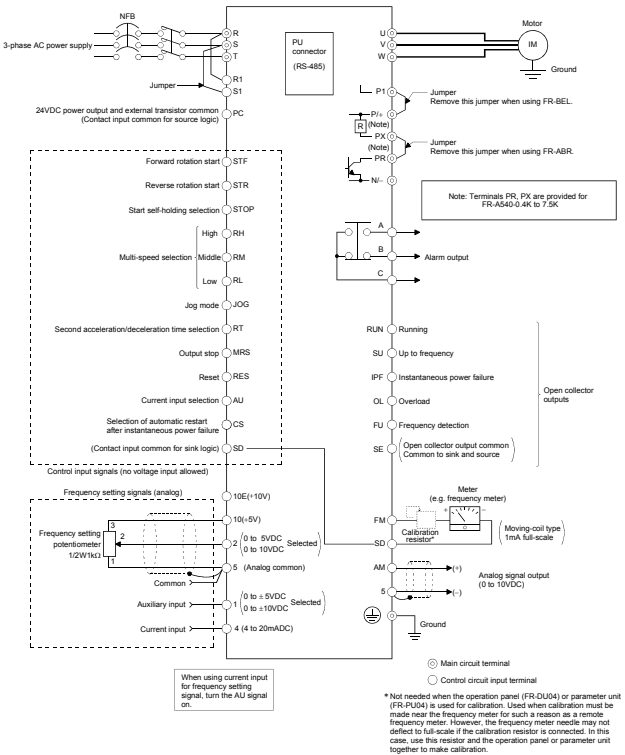 NFB
3-phase AC power supply
R
S
T
Jumper
R1
S1
24VDC power output and external transistor common
(Contact input common for source logic)
PC
Forward rotation start
STF
Reverse rotation start
STR
Start self-holding selection
STOP
Multi-speed selection
High
RH
Middle
RM
Low
RL
Jog mode
JOG
Second acceleration/deceleration time selection
RT
Output stop
MRS
Reset
RES
Current input selection
AU
Selection of automatic restart
after instantaneous power failure
CS
(Contact input common for sink logic)
SD
Control input signals (no voltage input allowed)
Frequency setting signals (analog)
10E(+10V)
10(+5V)
Frequency setting
potentiometer
1/2W1kΩ
3
2
1
2
0 to 5VDC
0 to 10VDC
Selected
5 (Analog common)
Common
Auxiliary input
1
0 to ± 5VDC
0 to ±10VDC
Selected
Current input
4 (4 to 20mADC)
When using current input
for frequency setting
signal, turn the AU signal
on.
PU
connector
(RS-485)
U
V
W
Motor
IM
Ground
P1
Jumper
Remove this jumper when using FR-BEL.
P/+
R
(Note)
PX
(Note)
Jumper
Remove this jumper when using FR-ABR.
PR
N/−
Note: Terminals PR, PX are provided for
FR-A540-0.4K to 7.5K
A
B
C
Alarm output
RUN
Running
SU
Up to frequency
IPF
Instantaneous power failure
OL
Overload
FU
Frequency detection
SE
(Open collector output common
Common to sink and source)
Open collector
outputs
Meter
(e.g. frequency meter)
+
−
FM
Calibration
resistor*
(Moving-coil type
1mA full-scale)
SD
AM
(+)
Analog signal output
(0 to 10VDC)
5
(−)
Ground
Main circuit terminal
Control circuit input terminal
* Not needed when the operation panel (FR-DU04) or parameter unit
(FR-PU04) is used for calibration. Used when calibration must be
made near the frequency meter for such a reason as a remote
frequency meter. However, the frequency meter needle may not
deflect to full-scale if the calibration resistor is connected. In this
case, use this resistor and the operation panel or parameter unit
together to make calibration.